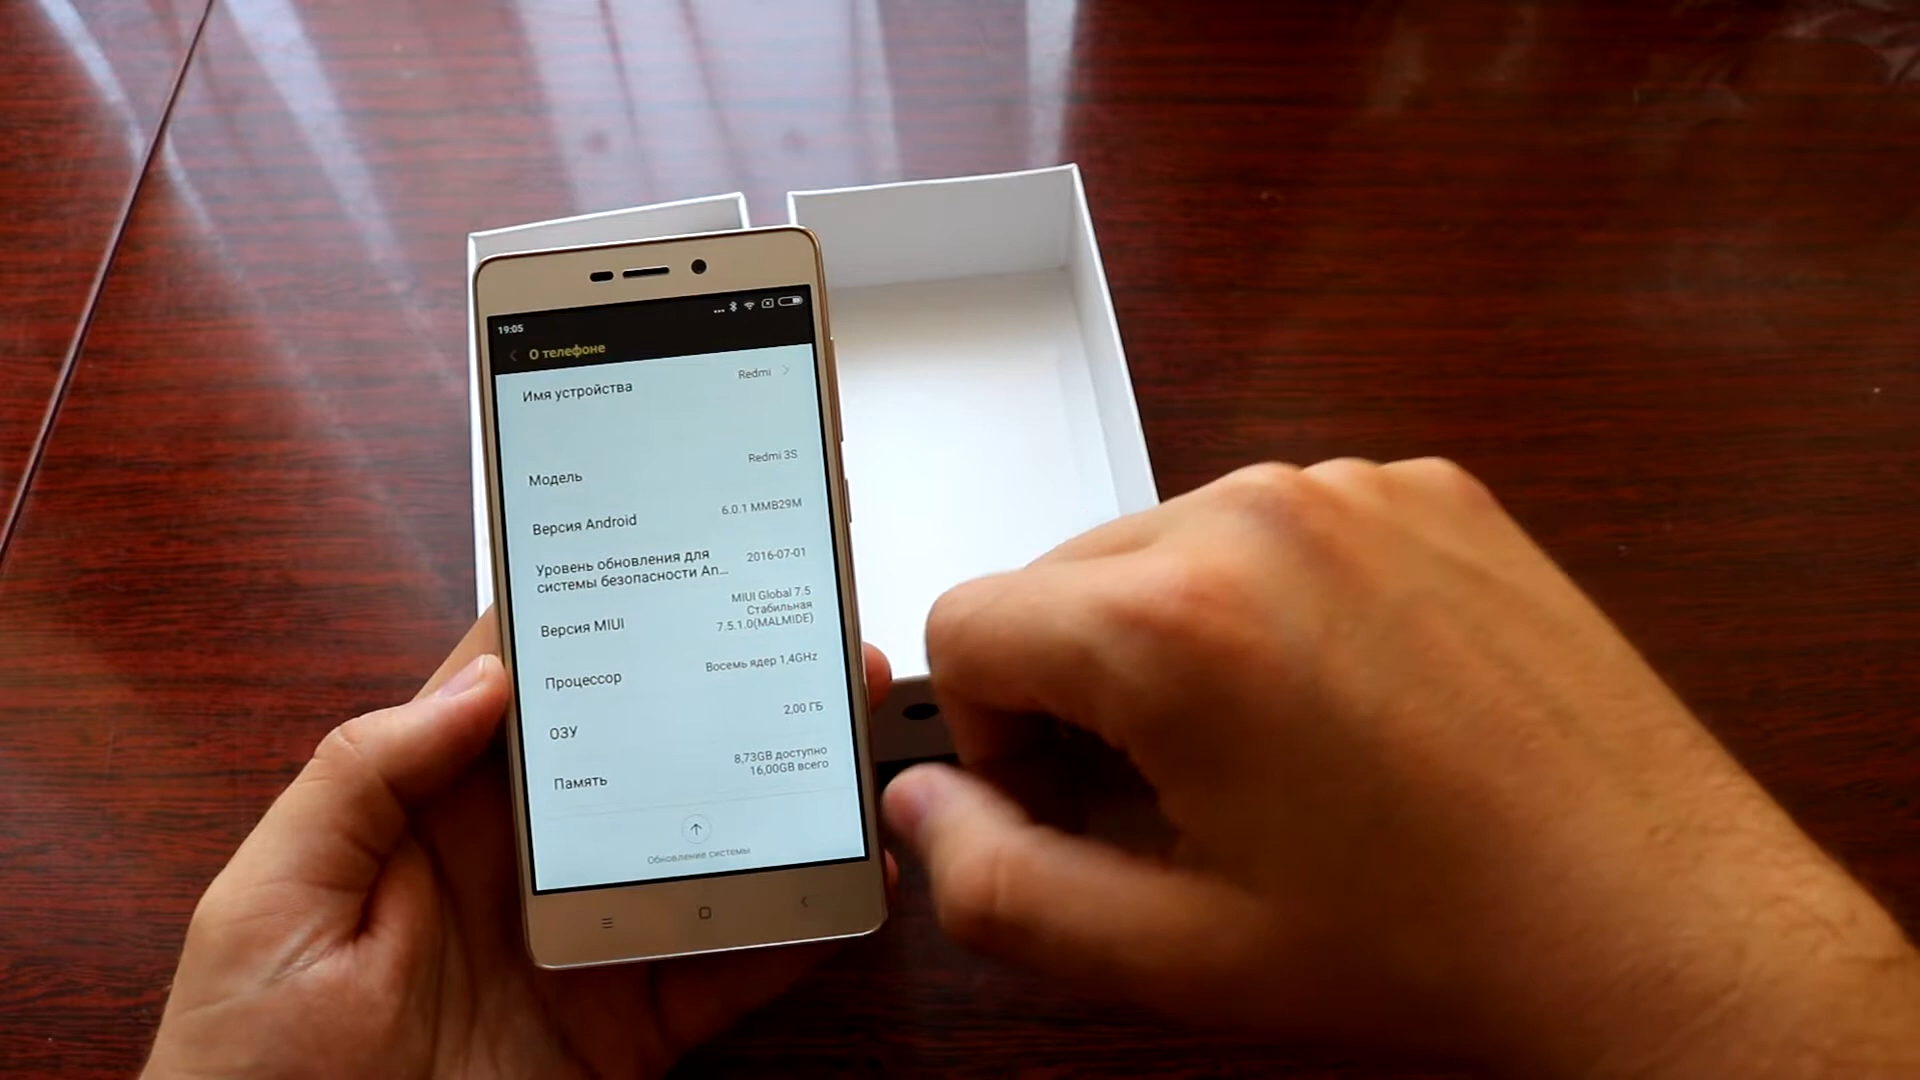 19:05
О телефоне
Имя устройства
Redmi
Модель
Redmi 3S
Версия Android
6.0.1 MMB29M
Уровень обновления для
системы безопасности An...
2016-07-01
Версия MIUI
MIUI Global 7.5
Стабильная
7.5.1.0(MALMIDE)
Процессор
Восемь ядер 1,4GHz
ОЗУ
2,00 ГБ
Память
8,73GB доступно
16,00GB всего
Обновление системы